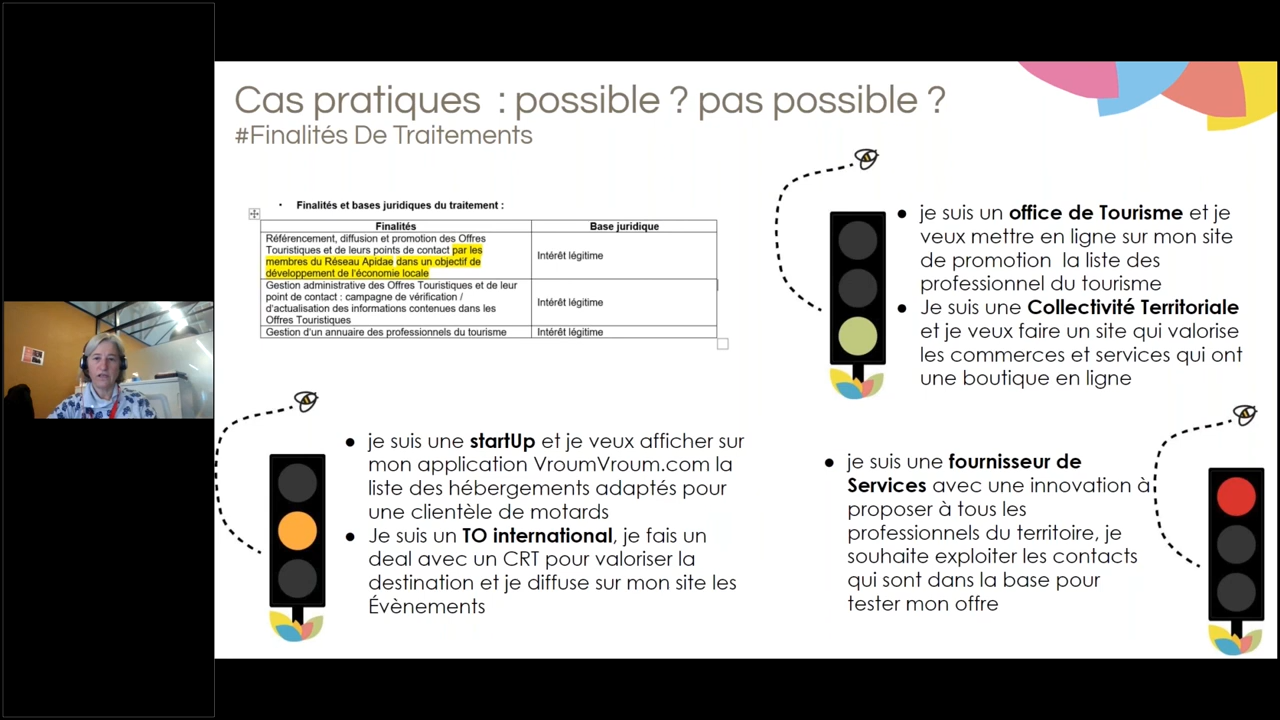 Cas pratiques : possible ? pas possible ?
#Finalités De Traitements
• Finalités et bases juridiques du traitement :
Finalités
Base juridique
Référencement, diffusion et promotion des Offres
Touristiques et de leurs points de contact par les
membres du Réseau Apidae dans un objectif de
développement de l'économie locale
Intérêt légitime
Gestion administrative des Offres Touristiques et de leur
point de contact : campagne de vérification /
d'actualisation des informations contenues dans les
Offres Touristiques
Intérêt légitime
Gestion d'un annuaire des professionnels du tourisme
Intérêt légitime
● je suis un office de Tourisme et je
veux mettre en ligne sur mon site
de promotion la liste des
professionnel du tourisme
● Je suis une Collectivité Territoriale
et je veux faire un site qui valorise
les commerces et services qui ont
une boutique en ligne
● je suis une startUp et je veux afficher sur
mon application VroumVroum.com la
liste des hébergements adaptés pour
une clientèle de motards
● Je suis un TO international, je fais un
deal avec un CRT pour valoriser la
destination et je diffuse sur mon site les
Évènements
● je suis une fournisseur de
Services avec une innovation à
proposer à tous les
professionnels du territoire, je
souhaite exploiter les contacts
qui sont dans la base pour
tester mon offre